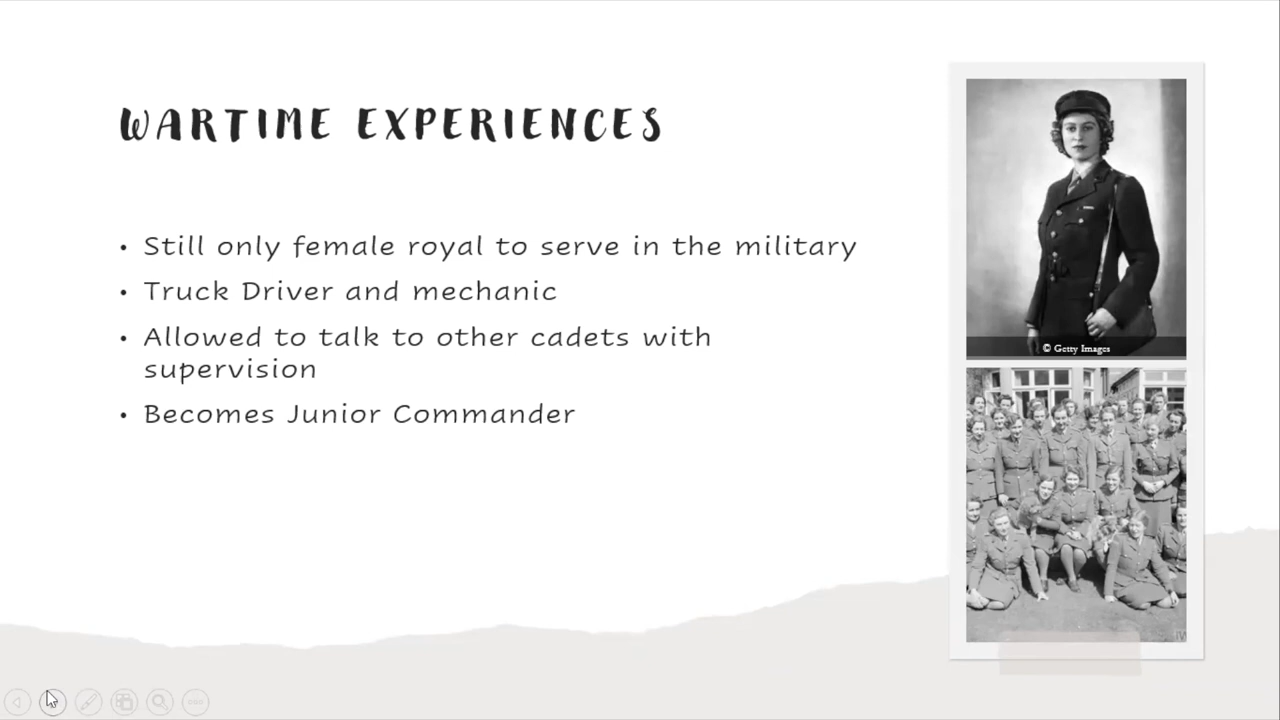 WARTIME EXPERIENCES
• Still only female royal to serve in the military
• Truck Driver and mechanic
• Allowed to talk to other cadets with
supervision
• Becomes Junior Commander
© Getty Images